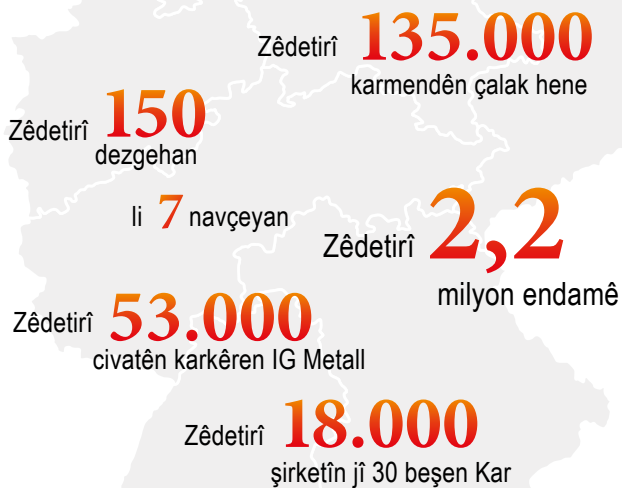 Zêdetirî 135.000
karmendên çalak hene
Zêdetirî 150
dezgehan
li 7 navçeyan
Zêdetirî 2,2
milyon endamê
Zêdetirî 53.000
civatên karkêren IG Metall
Zêdetirî 18.000
şirketîn jî 30 beşen Kar